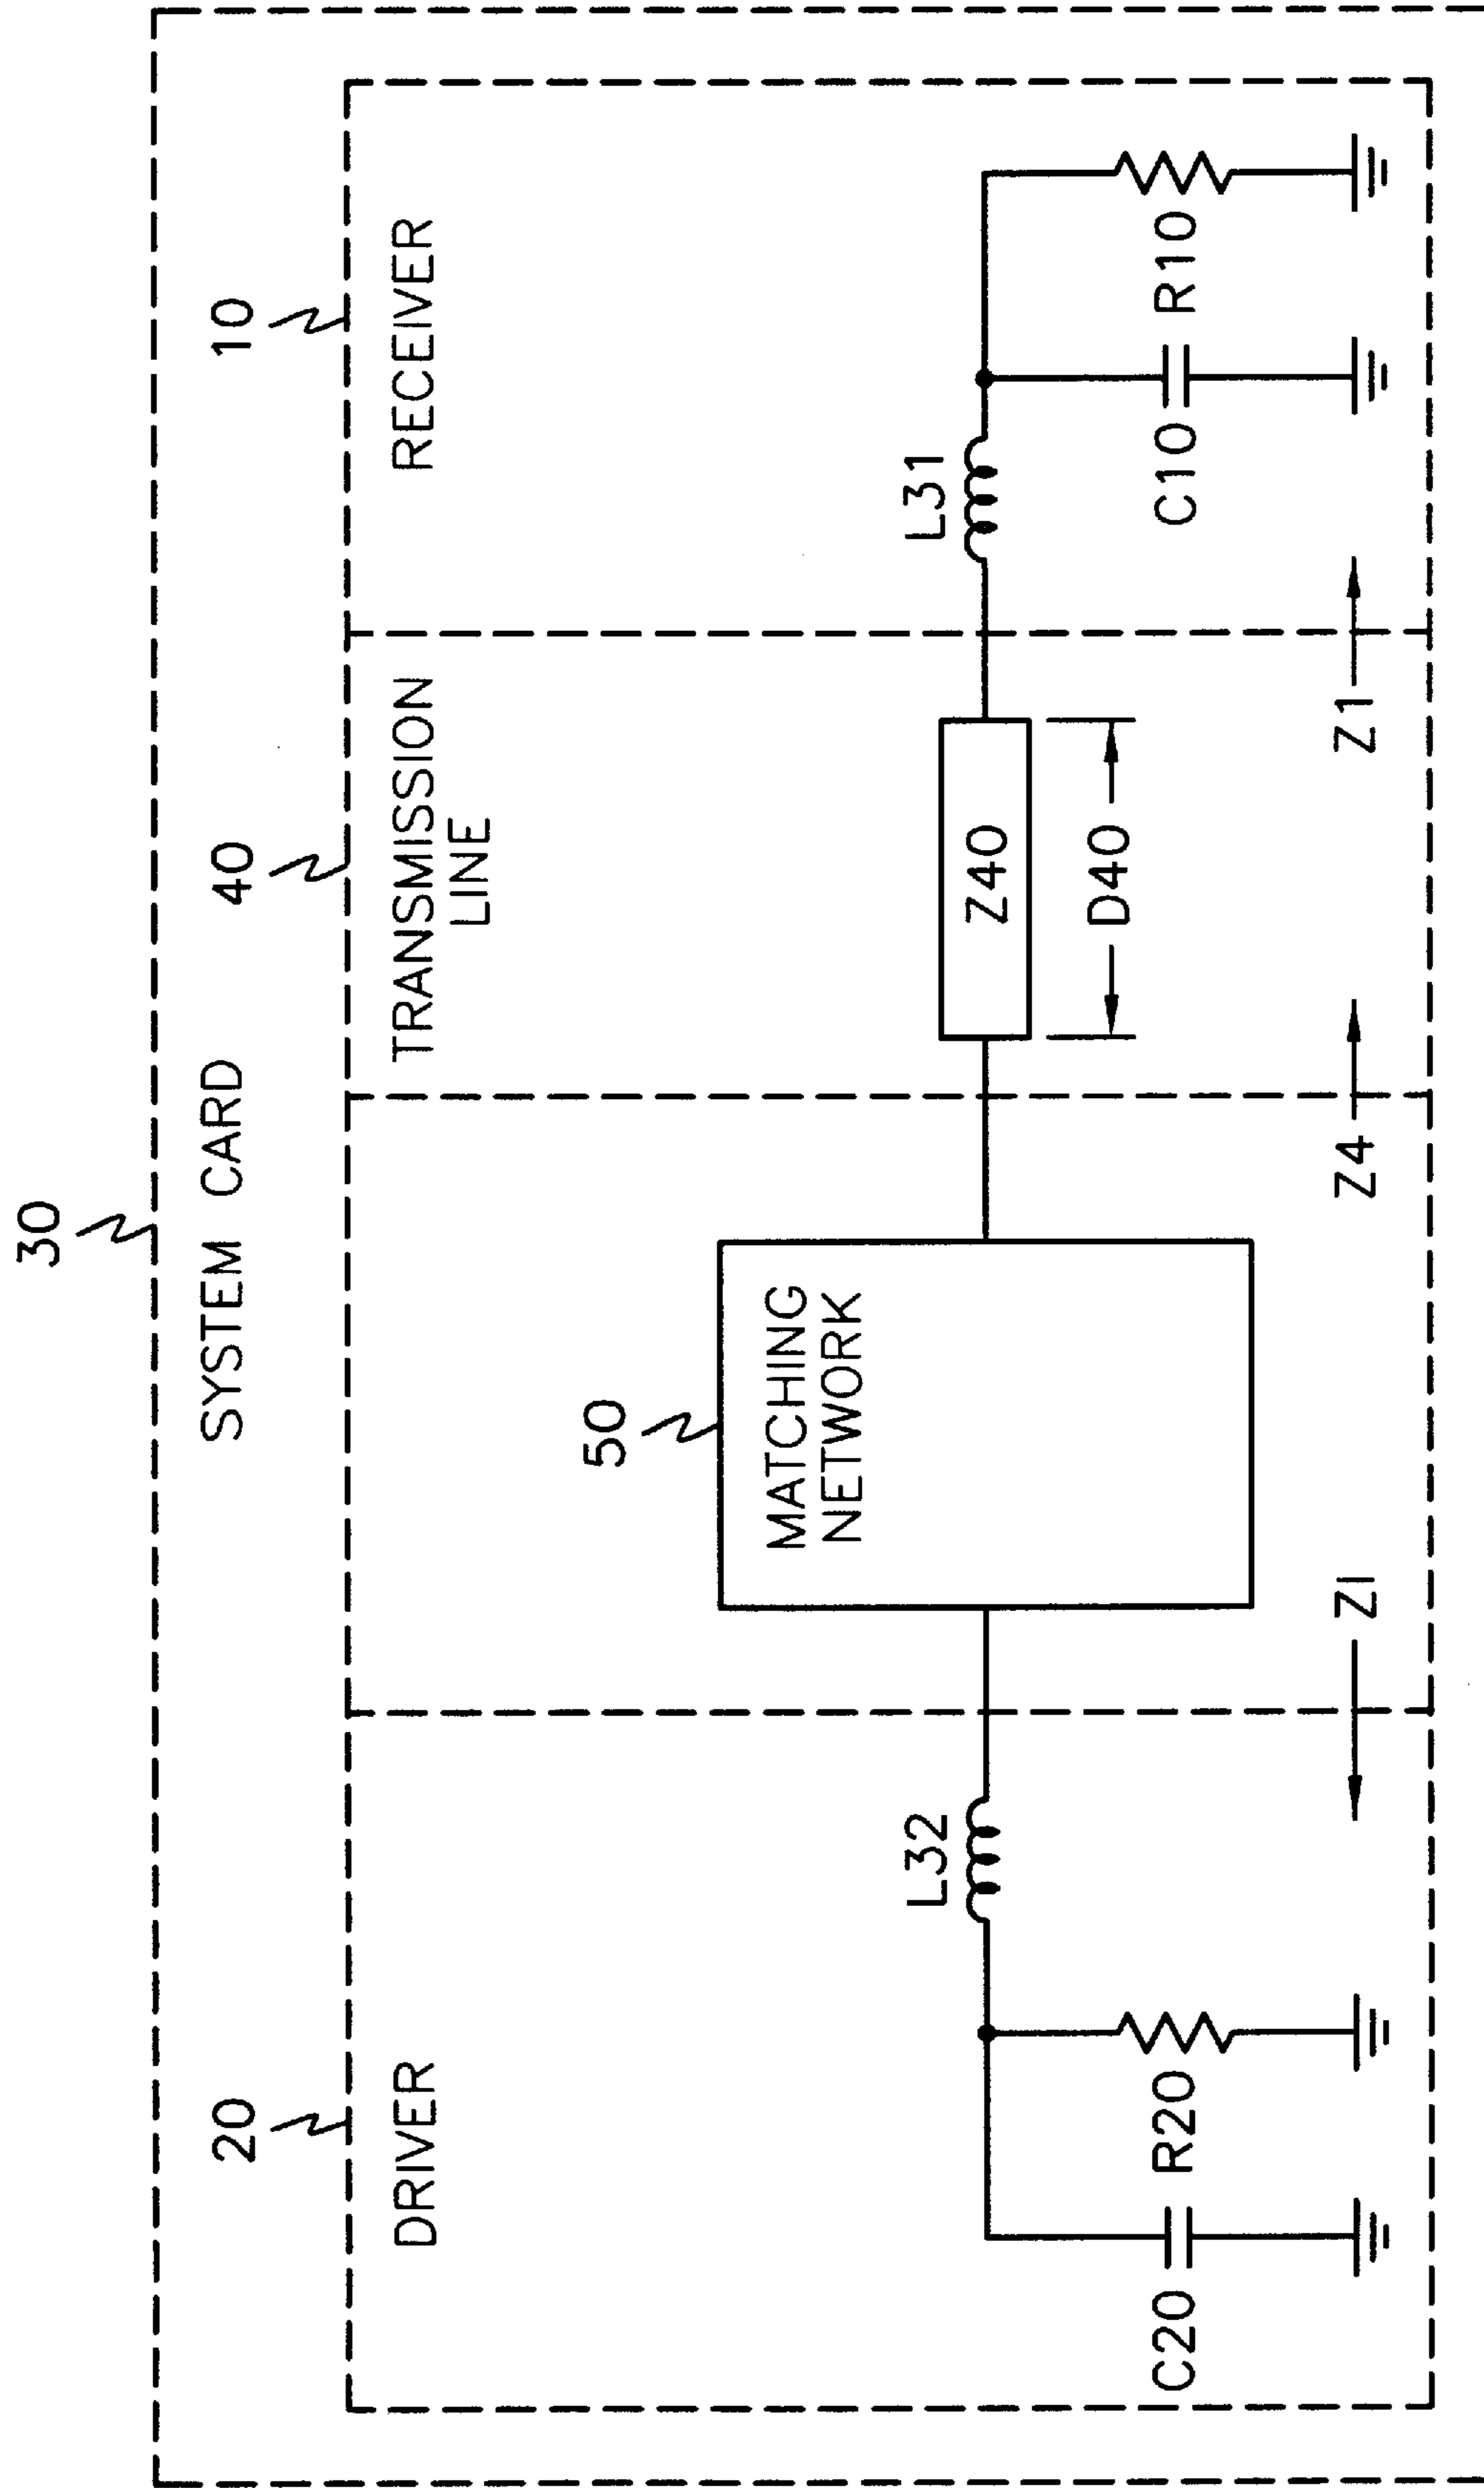 30
SYSTEM CARD
20
40
10
DRIVER
TRANSMISSION
LINE
RECEIVER
50
MATCHING
NETWORK
L32
Z40
L31
D40
C20
R20
C10
R10
ZI
Z4
Z1